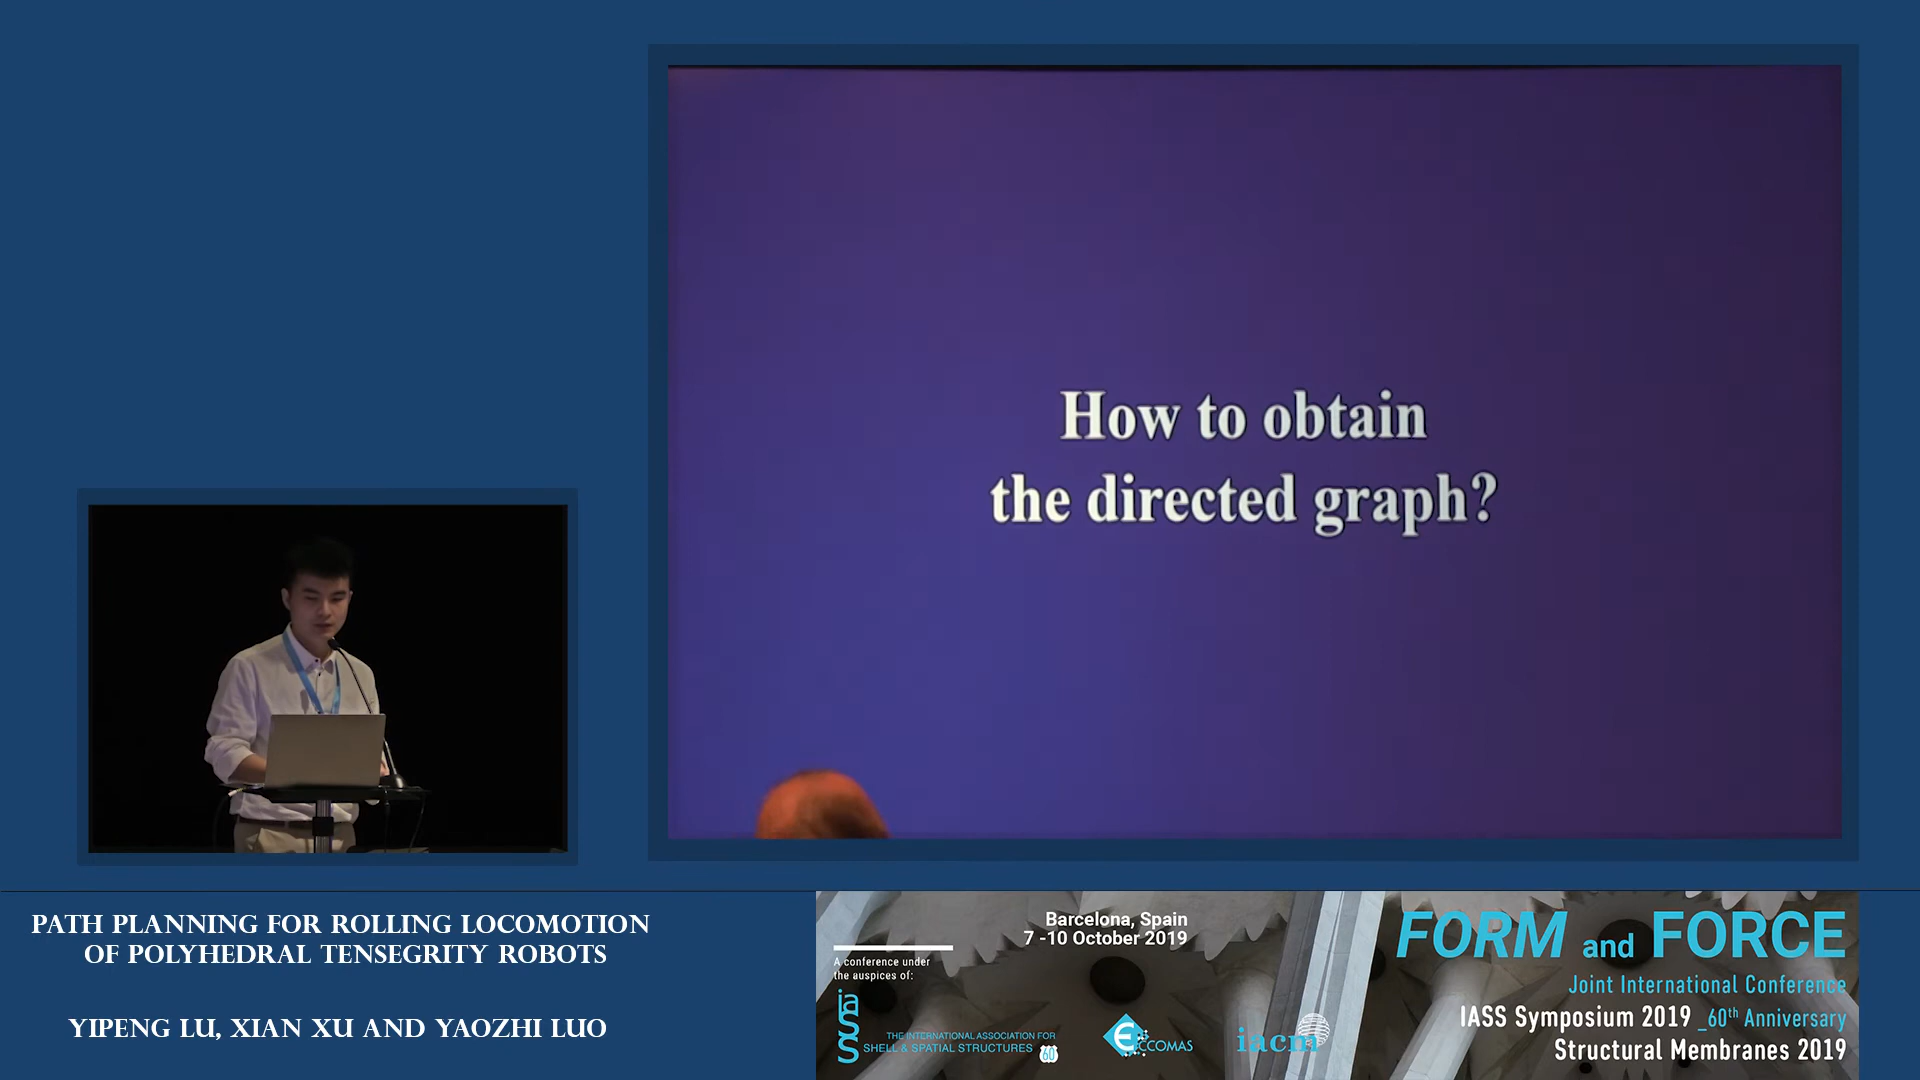 How to obtain
the directed graph?
PATH PLANNING FOR ROLLING LOCOMOTION
OF POLYHEDRAL TENSEGRITY ROBOTS
YIPENG LU, XIAN XU AND YAOZHI LUO
Barcelona, Spain
7 -10 October 2019
A conference under
the auspices of:
iass
THE INTERNATIONAL ASSOCIATION FOR
SHELL & SPATIAL STRUCTURES 60
ECCOMAS
iacm
FORM and FORCE
Joint International Conference
IASS Symposium 2019 _60th Anniversary
Structural Membranes 2019